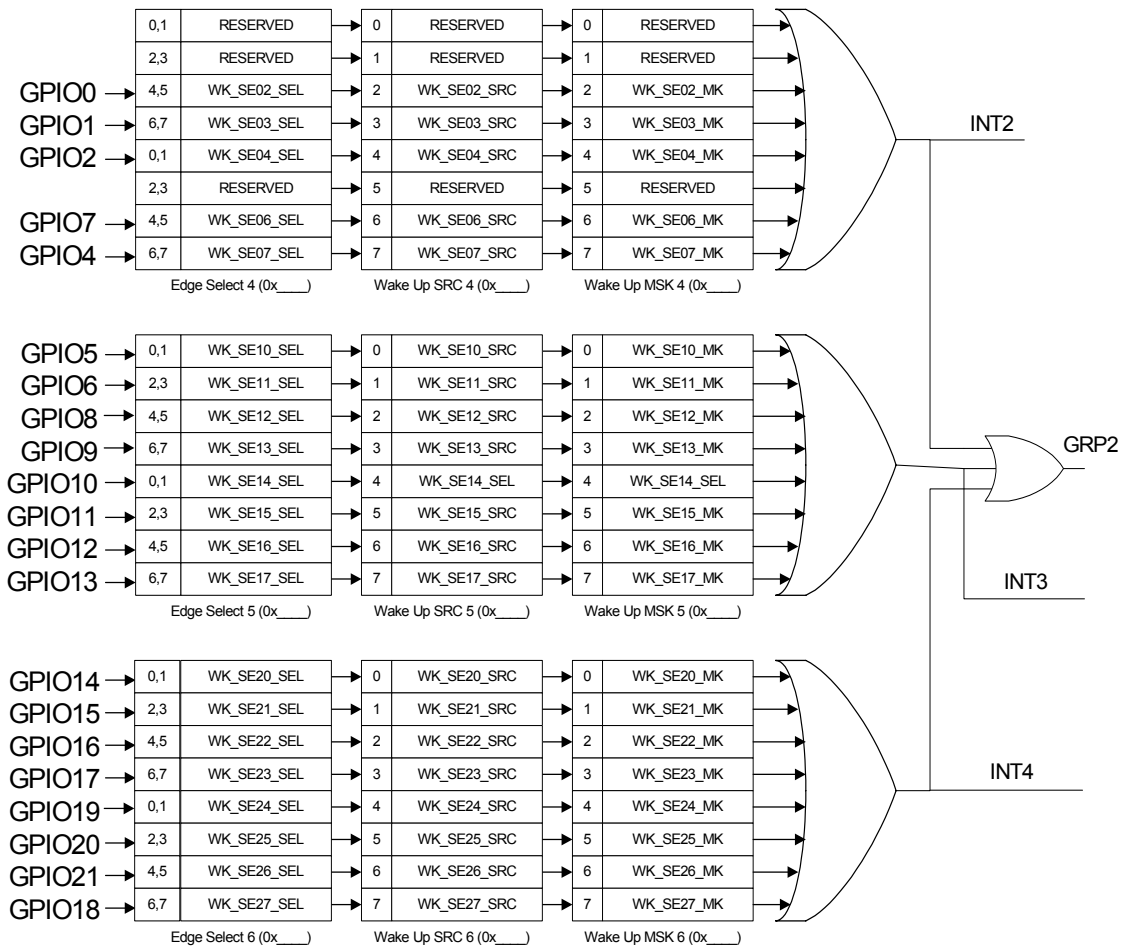 0,1 RESERVED 0 RESERVED 0 RESERVED
2,3 RESERVED 1 RESERVED 1 RESERVED
GPIO0 4,5 WK_SE02_SEL 2 WK_SE02_SRC 2 WK_SE02_MK
GPIO1 6,7 WK_SE03_SEL 3 WK_SE03_SRC 3 WK_SE03_MK INT2
GPIO2 0,1 WK_SE04_SEL 4 WK_SE04_SRC 4 WK_SE04_MK
2,3 RESERVED 5 RESERVED 5 RESERVED
GPIO7 4,5 WK_SE06_SEL 6 WK_SE06_SRC 6 WK_SE06_MK
GPIO4 6,7 WK_SE07_SEL 7 WK_SE07_SRC 7 WK_SE07_MK
Edge Select 4 (0x____) Wake Up SRC 4 (0x____) Wake Up MSK 4 (0x____)
GPIO5 0,1 WK_SE10_SEL 0 WK_SE10_SRC 0 WK_SE10_MK
GPIO6 2,3 WK_SE11_SEL 1 WK_SE11_SRC 1 WK_SE11_MK
GPIO8 4,5 WK_SE12_SEL 2 WK_SE12_SRC 2 WK_SE12_MK
GPIO9 6,7 WK_SE13_SEL 3 WK_SE13_SRC 3 WK_SE13_MK GRP2
GPIO10 0,1 WK_SE14_SEL 4 WK_SE14_SEL 4 WK_SE14_SEL
GPIO11 2,3 WK_SE15_SEL 5 WK_SE15_SRC 5 WK_SE15_MK
GPIO12 4,5 WK_SE16_SEL 6 WK_SE16_SRC 6 WK_SE16_MK
GPIO13 6,7 WK_SE17_SEL 7 WK_SE17_SRC 7 WK_SE17_MK INT3
Edge Select 5 (0x____) Wake Up SRC 5 (0x____) Wake Up MSK 5 (0x____)
GPIO14 0,1 WK_SE20_SEL 0 WK_SE20_SRC 0 WK_SE20_MK
GPIO15 2,3 WK_SE21_SEL 1 WK_SE21_SRC 1 WK_SE21_MK
GPIO16 4,5 WK_SE22_SEL 2 WK_SE22_SRC 2 WK_SE22_MK
GPIO17 6,7 WK_SE23_SEL 3 WK_SE23_SRC 3 WK_SE23_MK INT4
GPIO19 0,1 WK_SE24_SEL 4 WK_SE24_SRC 4 WK_SE24_MK
GPIO20 2,3 WK_SE25_SEL 5 WK_SE25_SRC 5 WK_SE25_MK
GPIO21 4,5 WK_SE26_SEL 6 WK_SE26_SRC 6 WK_SE26_MK
GPIO18 6,7 WK_SE27_SEL 7 WK_SE27_SRC 7 WK_SE27_MK
Edge Select 6 (0x____) Wake Up SRC 6 (0x____) Wake Up MSK 6 (0x____)